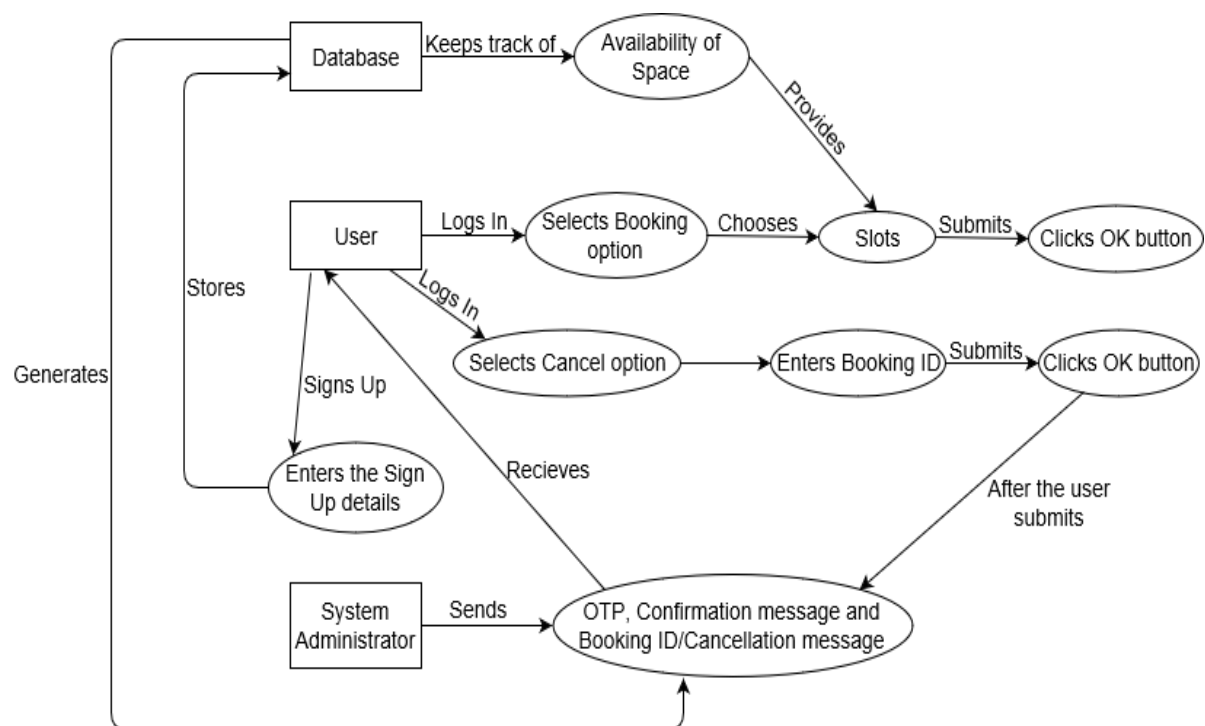 Database
Keeps track of
Availability of
Space
Provides
User
Logs In
Selects Booking
option
Chooses
Slots
Submits
Clicks OK button
Stores
Logs In
Selects Cancel option
Enters Booking ID
Submits
Clicks OK button
Generates
Signs Up
Enters the Sign
Up details
Recieves
After the user
submits
System
Administrator
Sends
OTP, Confirmation message and
Booking ID/Cancellation message